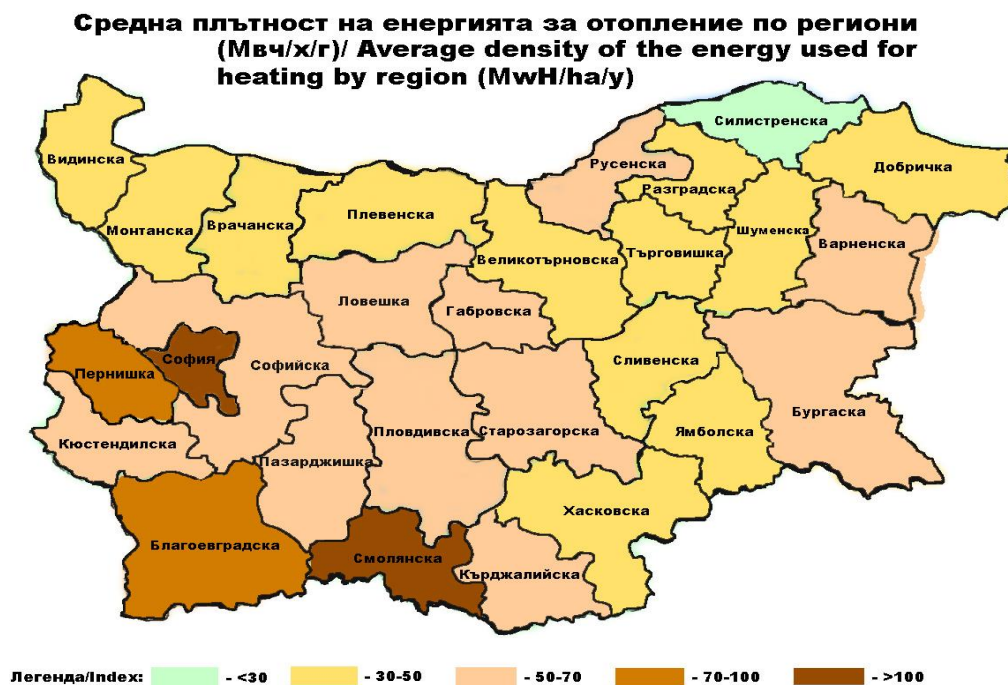 Средна плътност на енергията за отопление по региони
(Мвч/х/г)/ Average density of the energy used for
heating by region (MwH/ha/y)
Силистренска
Видинска
Русенска
Добричка
Разградска
Плевенска
Монтанска
Врачанска
Шуменска
Варненска
Великотърновска
Търговишка
Ловешка
Габровска
София
Софийска
Сливенска
Пернишка
Бургаска
Кюстендилска
Пловдивска
Старозагорска
Ямболска
Пазарджишка
Хасковска
Благоевградска
Смолянска
Кърджалийска
Легенда/Index: - <30 - 30-50 - 50-70 - 70-100 - >100